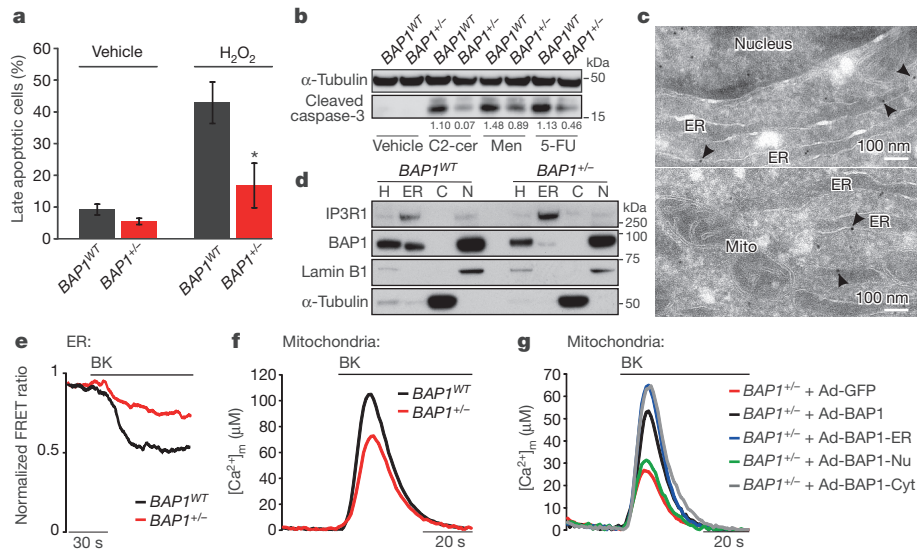 a
Vehicle
H2O2
Late apoptotic cells (%)
60
50
40
30
20
10
0
*
BAP1WT
BAP1+/−
BAP1WT
BAP1+/−
b
BAP1WT BAP1+/− BAP1WT BAP1+/− BAP1WT BAP1+/− BAP1WT BAP1+/−
kDa
α-Tubulin
50
Cleaved caspase-3
15
1.10 0.07 1.48 0.89 1.13 0.46
Vehicle C2-cer Men 5-FU
c
Nucleus
ER
ER
100 nm
ER
ER
Mito
100 nm
d
BAP1WT BAP1+/−
H ER C N H ER C N
kDa
IP3R1
250
BAP1
100
75
Lamin B1
α-Tubulin
50
e
ER:
BK
Normalized FRET ratio
1
0.5
0
BAP1WT
BAP1+/−
30 s
f
Mitochondria:
BK
[Ca2+]m (μM)
120
100
80
60
40
20
0
BAP1WT
BAP1+/−
20 s
g
Mitochondria:
BK
[Ca2+]m (μM)
70
60
50
40
30
20
10
0
20 s
BAP1+/− + Ad-GFP
BAP1+/− + Ad-BAP1
BAP1+/− + Ad-BAP1-ER
BAP1+/− + Ad-BAP1-Nu
BAP1+/− + Ad-BAP1-Cyt